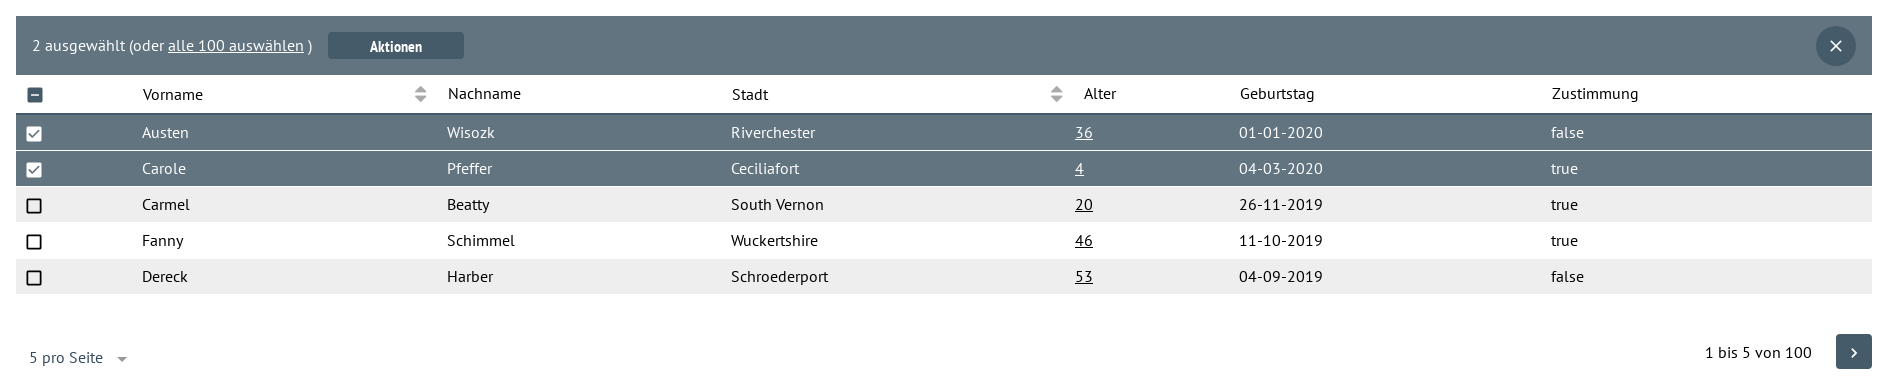 2 ausgewählt (oder alle 100 auswählen ) Aktionen
Vorname Nachname Stadt Alter Geburtstag Zustimmung
Austen Wisozk Riverchester 36 01-01-2020 false
Carole Pfeffer Ceciliafort 4 04-03-2020 true
Carmel Beatty South Vernon 20 26-11-2019 true
Fanny Schimmel Wuckertshire 46 11-10-2019 true
Dereck Harber Schroederport 53 04-09-2019 false
5 pro Seite 1 bis 5 von 100